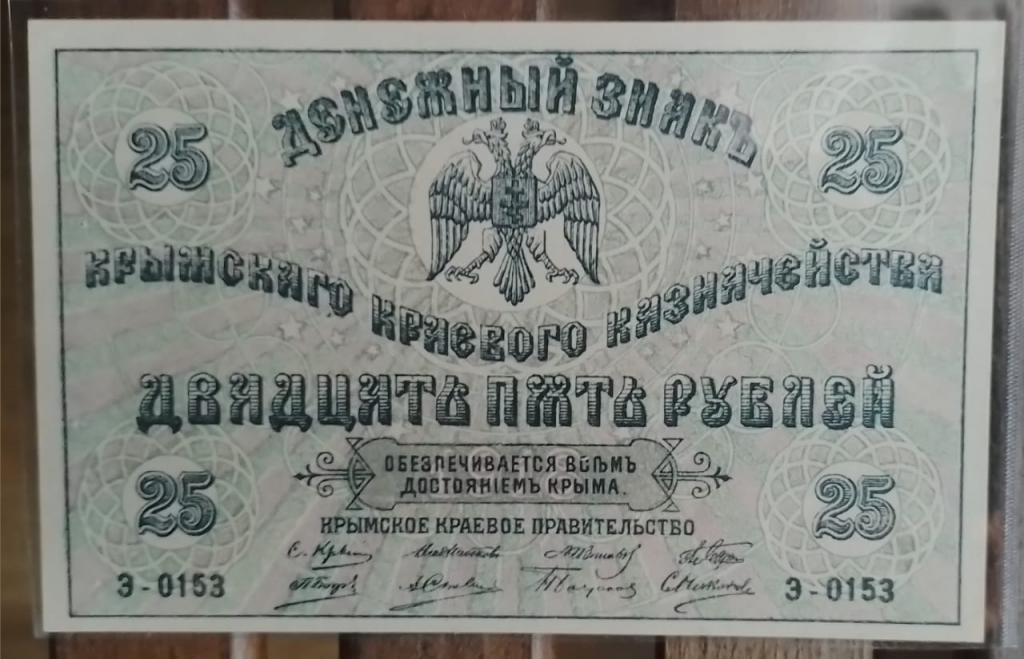 ДЕНЕЖНЫЙ ЗНАКЪ
25
25
КРЫМСКАГО КРАЕВОГО КАЗНАЧЕЙСТВА
ДВАДЦАТЬ ПѦТЬ РУБЛЕЙ
ОБЕЗПЕЧИВАЕТСЯ ВСѢМЪ
ДОСТОЯНІЕМЪ КРЫМА.
25
25
КРЫМСКОЕ КРАЕВОЕ ПРАВИТЕЛЬСТВО
Э-0153
Э-0153